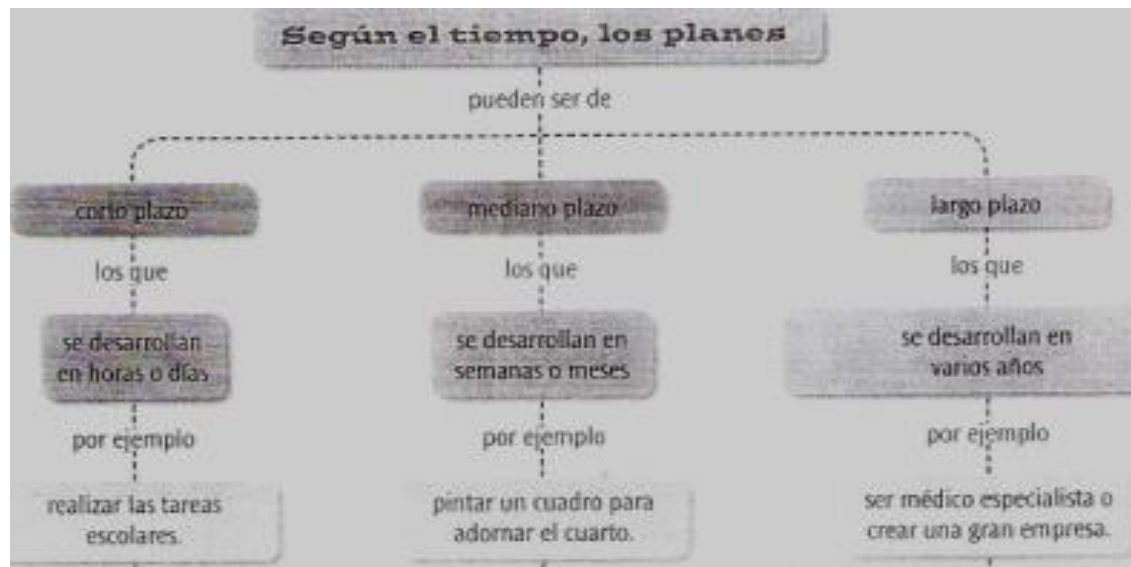 Según el tiempo, los planes
pueden ser de
corto plazo
mediano plazo
largo plazo
los que
los que
los que
se desarrollan
en horas o días
se desarrollan en
semanas o meses
se desarrollan en
varios años
por ejemplo
por ejemplo
por ejemplo
realizar las tareas
escolares.
pintar un cuadro para
adornar el cuarto.
ser médico especialista o
crear una gran empresa.